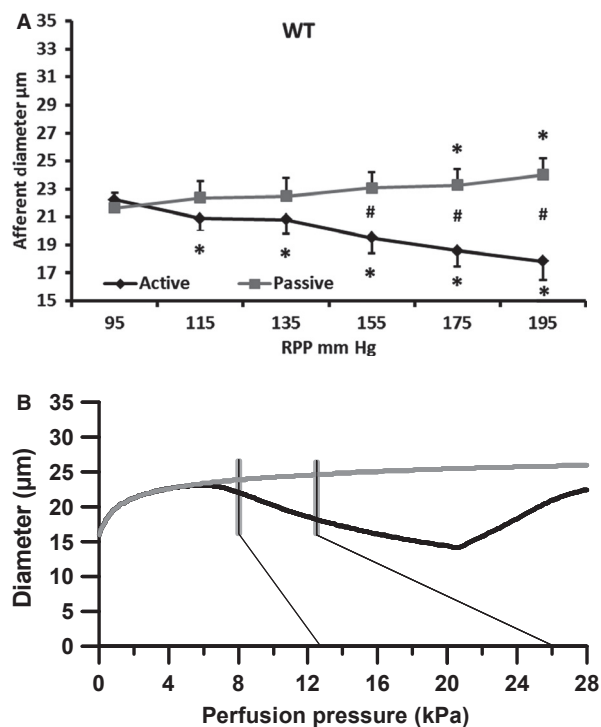 A
WT
Afferent diameter µm
35
33
31
29
27
25
23
21
19
17
15
* *
# # #
* * * * *
Active Passive
95 115 135 155 175 195
RPP mm Hg
B
Diameter (µm)
35
30
25
20
15
10
5
0
0 4 8 12 16 20 24 28
Perfusion pressure (kPa)